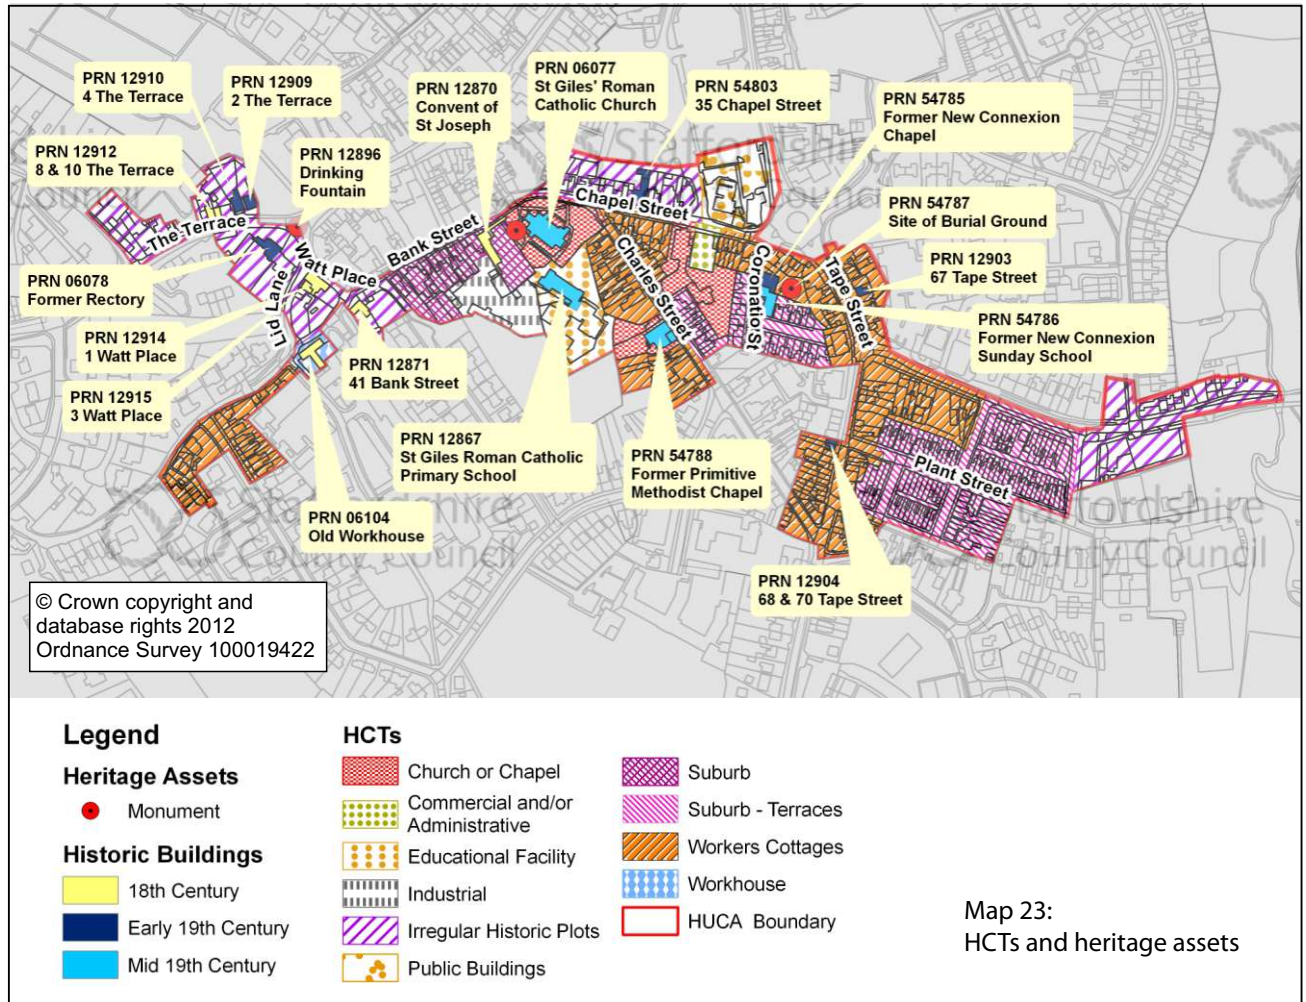 PRN 12910
4 The Terrace
PRN 12909
2 The Terrace
PRN 12870
Convent of
St Joseph
PRN 06077
St Giles' Roman
Catholic Church
PRN 54803
35 Chapel Street
PRN 54785
Former New Connexion
Chapel
PRN 12912
8 & 10 The Terrace
PRN 12896
Drinking
Fountain
PRN 54787
Site of Burial Ground
PRN 12903
67 Tape Street
PRN 06078
Former Rectory
PRN 12914
1 Watt Place
PRN 12915
3 Watt Place
PRN 12871
41 Bank Street
PRN 54786
Former New Connexion
Sunday School
PRN 12867
St Giles Roman Catholic
Primary School
PRN 54788
Former Primitive
Methodist Chapel
PRN 06104
Old Workhouse
PRN 12904
68 & 70 Tape Street
The Terrace
Watt Place
Lipl Lane
Bank Street
Chapel Street
Charles Street
Coronation St
Tape Street
Plant Street
Staffordshire
County Council
© Crown copyright and
database rights 2012
Ordnance Survey 100019422
Legend
Heritage Assets
Monument
Historic Buildings
18th Century
Early 19th Century
Mid 19th Century
HCTs
Church or Chapel
Commercial and/or
Administrative
Educational Facility
Industrial
Irregular Historic Plots
Public Buildings
Suburb
Suburb - Terraces
Workers Cottages
Workhouse
HUCA Boundary
Map 23:
HCTs and heritage assets